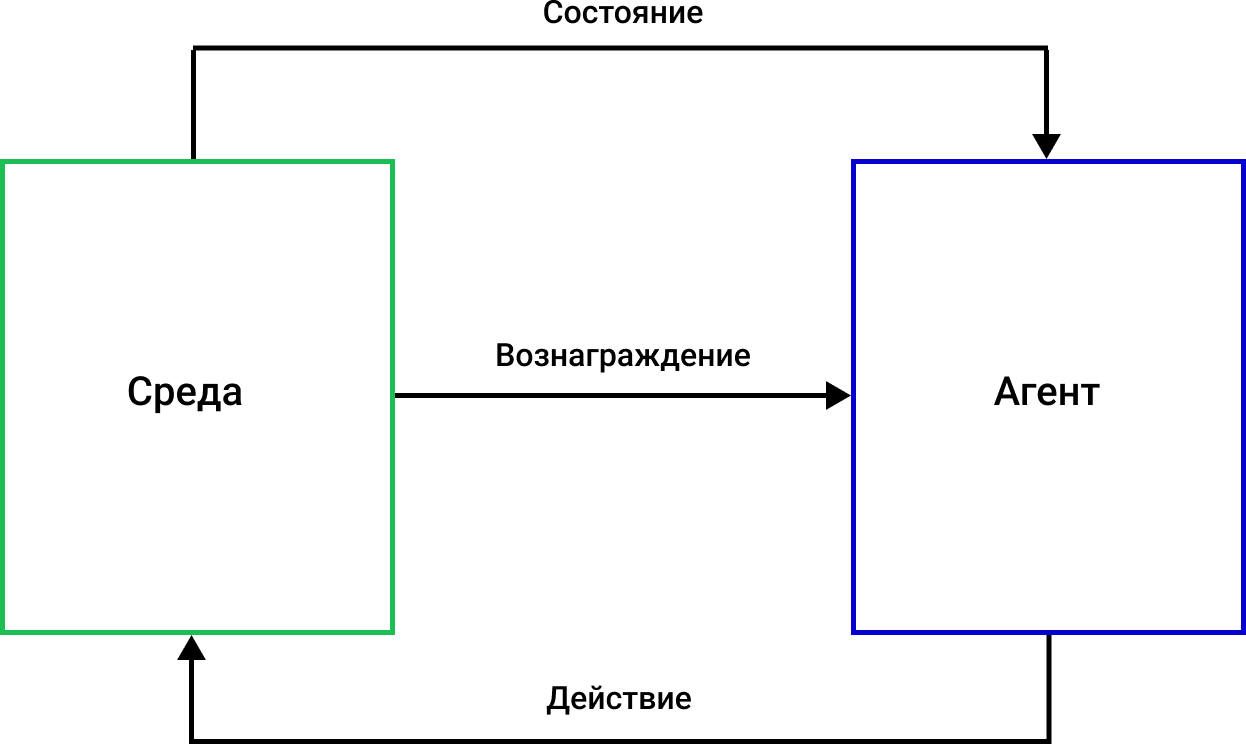 Состояние
Вознаграждение
Среда
Агент
Действие